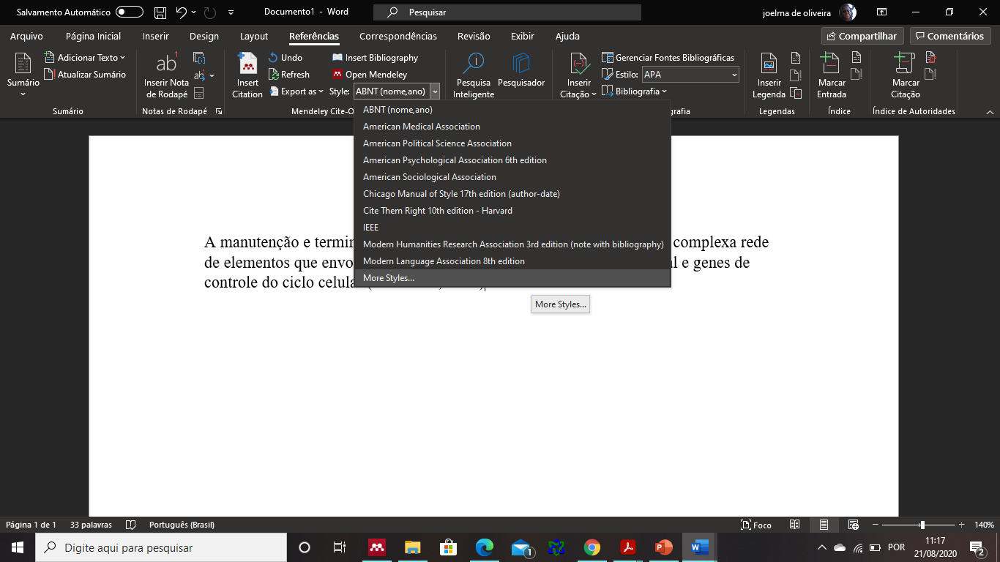 Salvamento Automático
Documento1 - Word
Pesquisar
joelma de oliveira
Arquivo Página Inicial Inserir Design Layout Referências Correspondências Revisão Exibir Ajuda
Compartilhar Comentários
Sumário
Adicionar Texto
Atualizar Sumário
Sumário
ab
Inserir Nota
de Rodapé
ab
Notas de Rodapé
Insert
Citation
Undo
Refresh
Export as
Insert Bibliography
Open Mendeley
Style: ABNT (nome,ano)
Mendeley Cite-O
Pesquisa
Inteligente
Pesquisador
Inserir
Citação
Gerenciar Fontes Bibliográficas
Estilo: APA
Bibliografia
grafia
Inserir
Legenda
Legendas
Marcar
Entrada
Índice
Marcar
Citação
Índice de Autoridades
ABNT (nome,ano)
American Medical Association
American Political Science Association
American Psychological Association 6th edition
American Sociological Association
Chicago Manual of Style 17th edition (author-date)
Cite Them Right 10th edition - Harvard
IEEE
Modern Humanities Research Association 3rd edition (note with bibliography)
Modern Language Association 8th edition
More Styles...
More Styles...
A manutenção e termin complexa rede
de elementos que envo l e genes de
controle do ciclo celula
Página 1 de 1 33 palavras Português (Brasil)
Foco
140%
Digite aqui para pesquisar
1
POR
11:17
21/08/2020
2